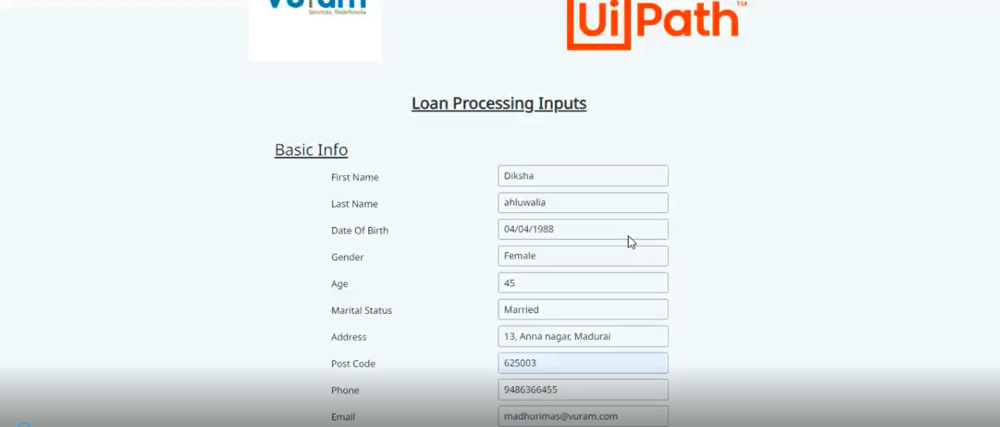 vuram
Services, Redefined.
UiPath™
Loan Processing Inputs
Basic Info
First Name Diksha
Last Name ahluwalia
Date Of Birth 04/04/1988
Gender Female
Age 45
Marital Status Married
Address 13, Anna nagar, Madurai
Post Code 625003
Phone 9486366455
Email madhurimas@vuram.com